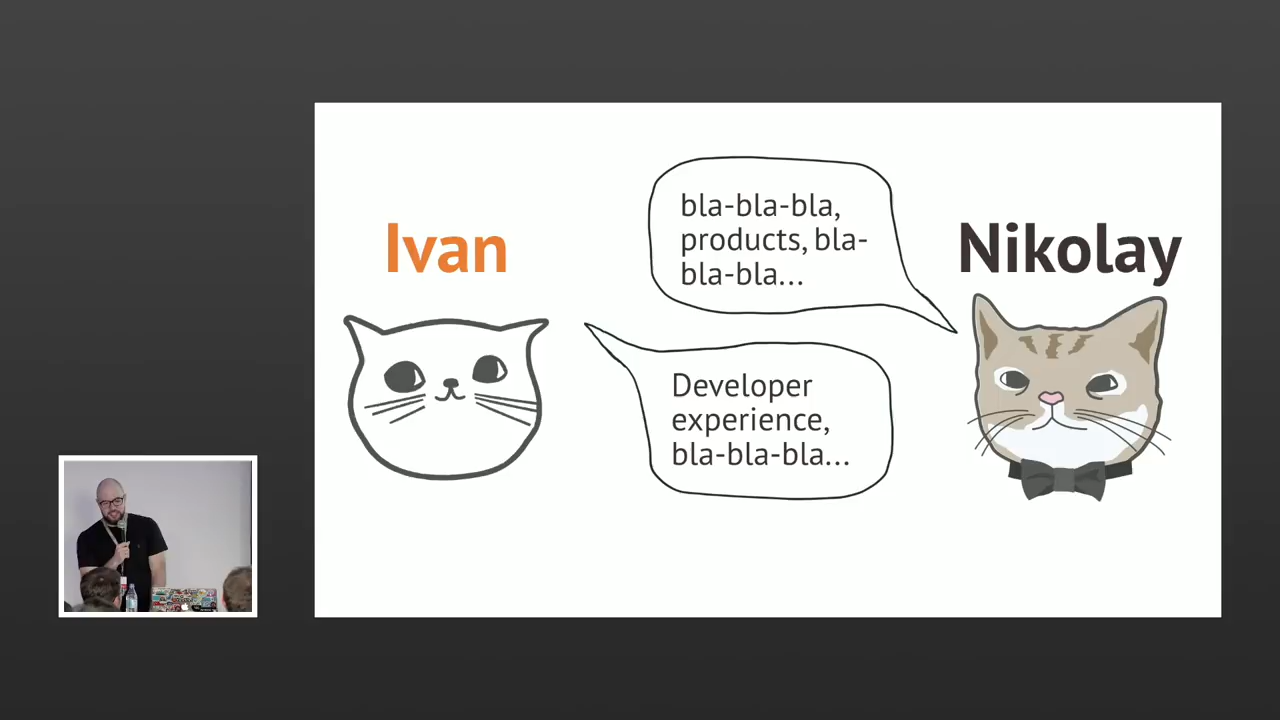 Ivan
bla-bla-bla,
products, bla-
bla-bla...
Nikolay
Developer
experience,
bla-bla-bla...